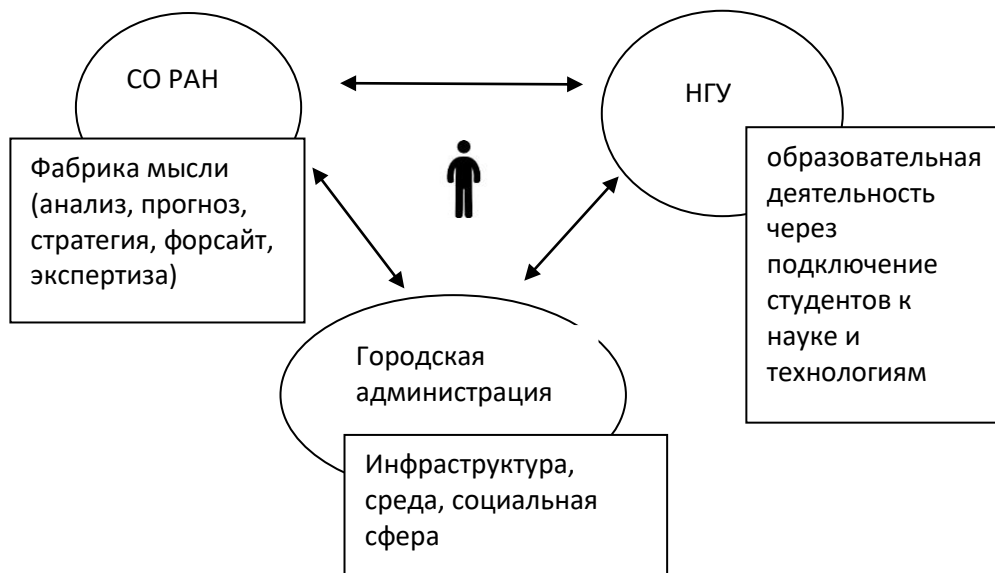 СО РАН
НГУ
Фабрика мысли
(анализ, прогноз,
стратегия, форсайт,
экспертиза)
образовательная
деятельность
через
подключение
студентов к
науке и
технологиям
Городская
администрация
Инфраструктура,
среда, социальная
сфера